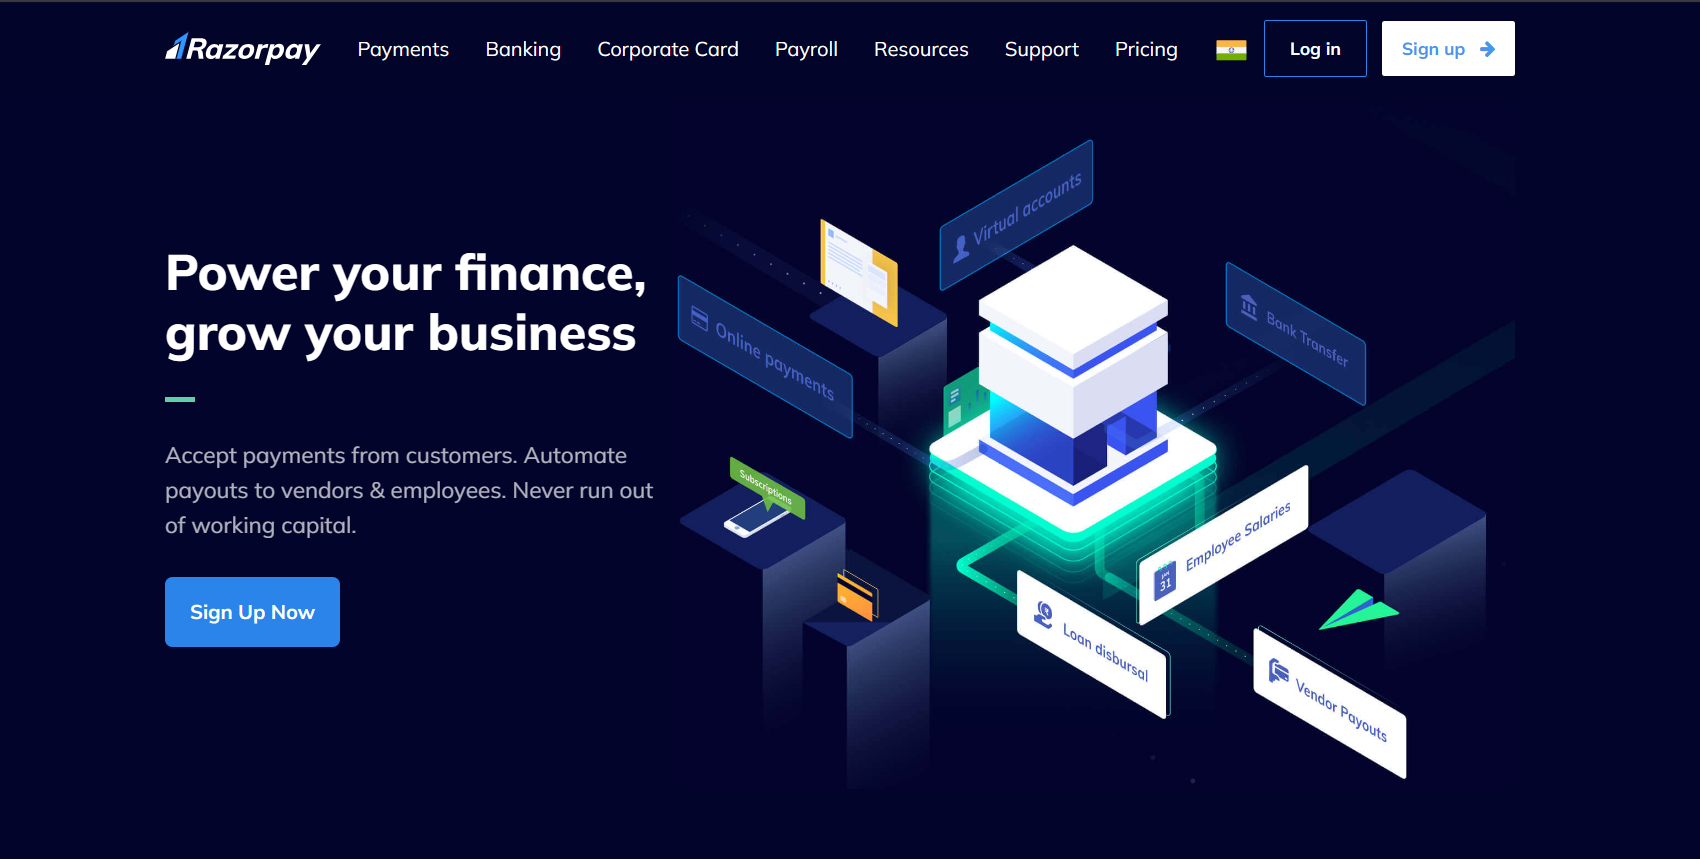 Razorpay
Payments
Banking
Corporate Card
Payroll
Resources
Support
Pricing
Log in
Sign up
Power your finance,
grow your business
Accept payments from customers. Automate
payouts to vendors & employees. Never run out
of working capital.
Sign Up Now
Virtual accounts
Online payments
Bank Transfer
Subscriptions
Employee Salaries
31
Loan disbursal
Vendor Payouts